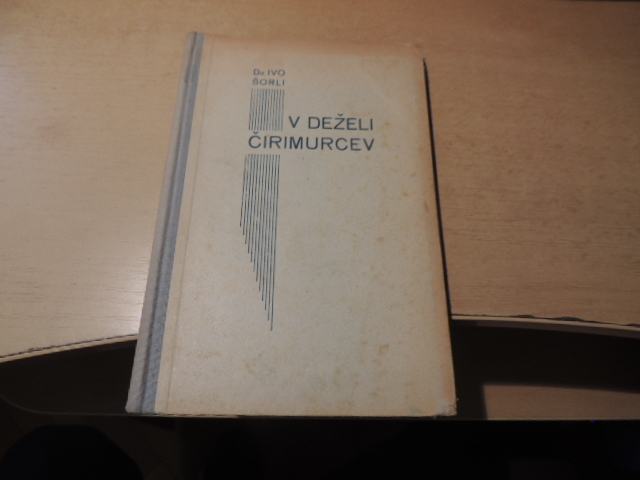 Dr IVO
ŠORLI
V DEŽELI
ČIRIMURCEV